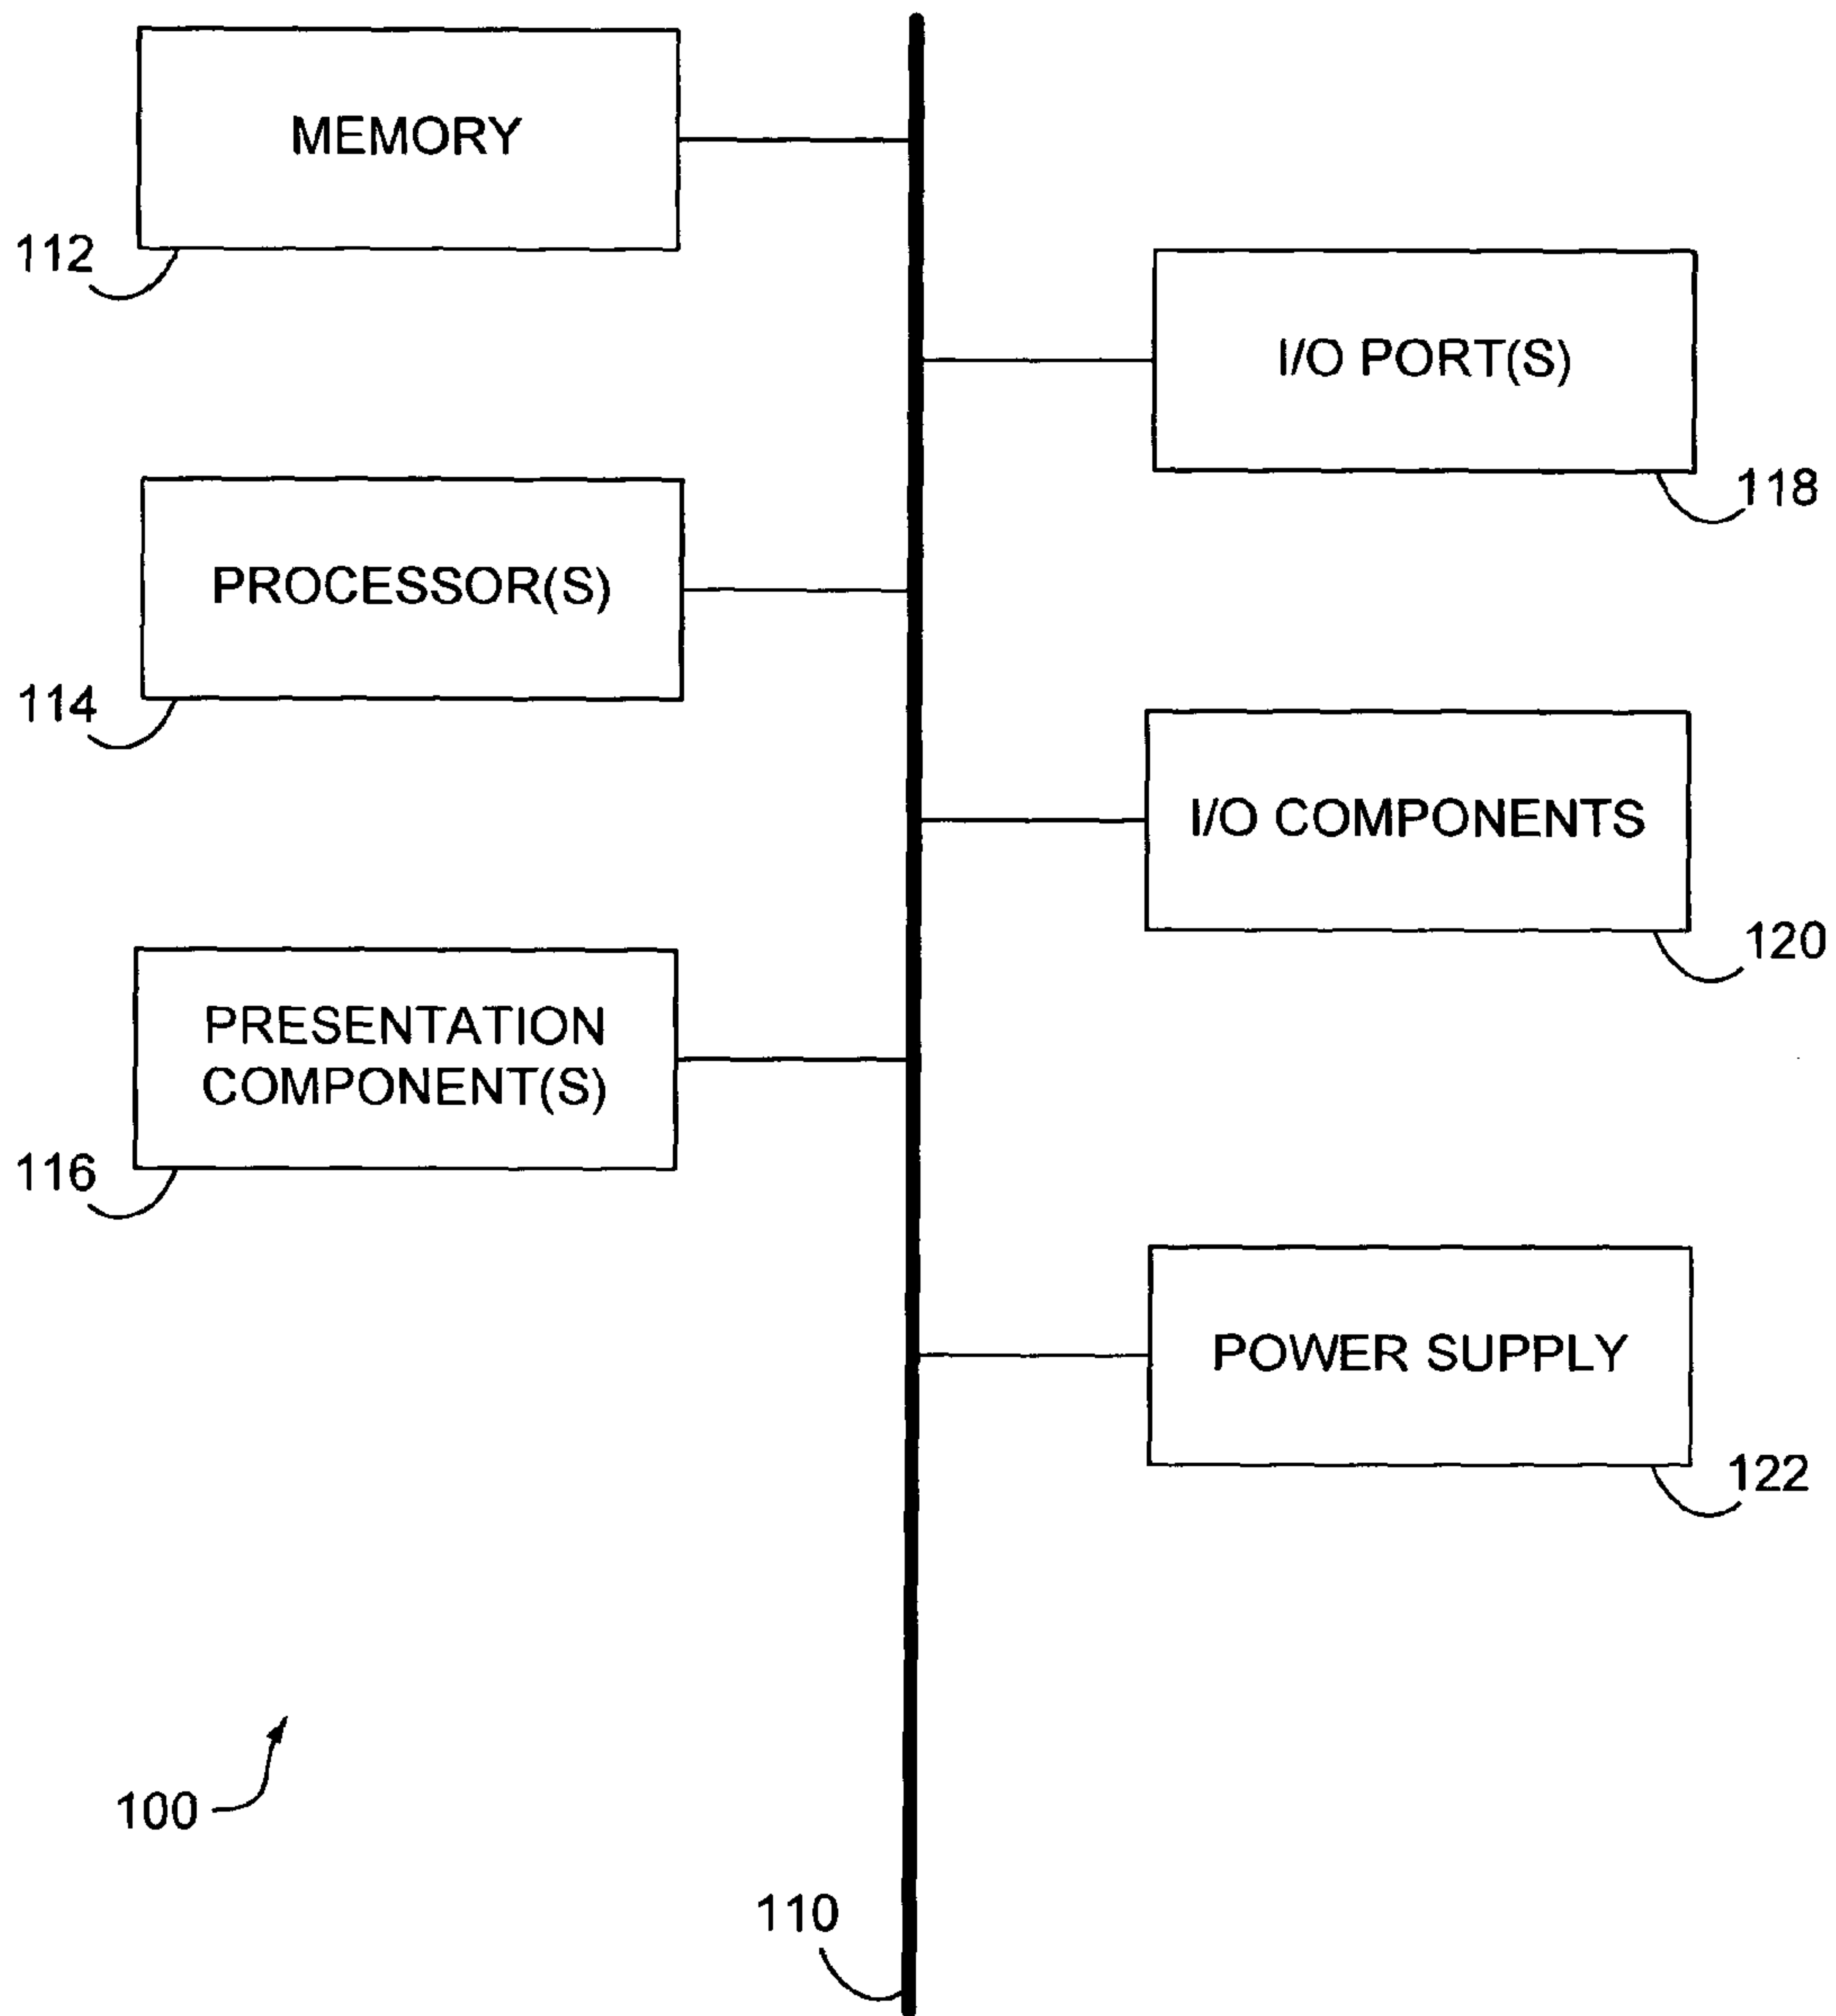 MEMORY
112
I/O PORT(S)
118
PROCESSOR(S)
114
I/O COMPONENTS
120
PRESENTATION
COMPONENT(S)
116
POWER SUPPLY
122
100
110